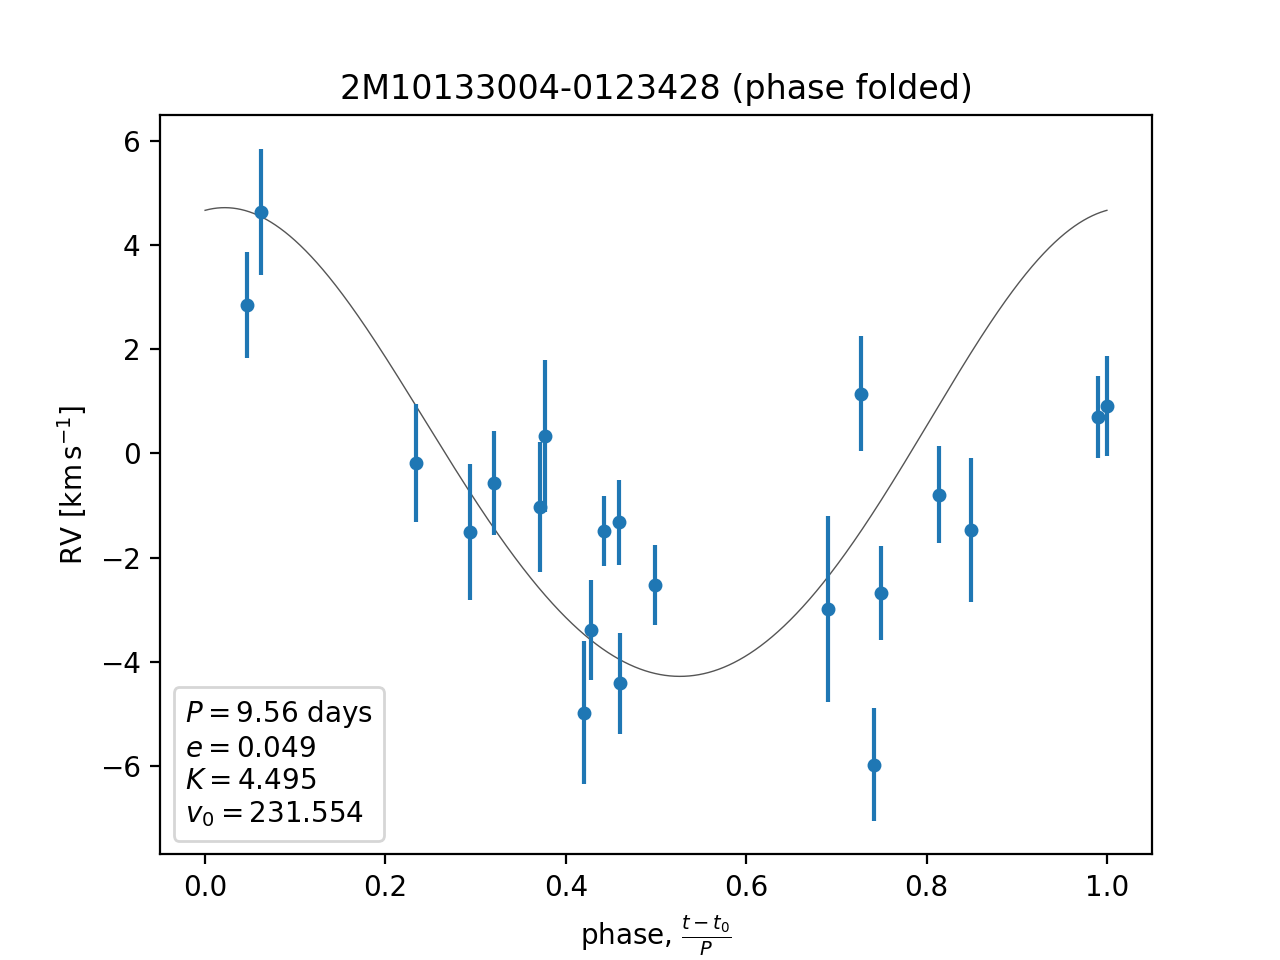 2M10133004-0123428 (phase folded)
RV [km s⁻¹]
6
4
2
0
−2
−4
−6
P = 9.56 days
e = 0.049
K = 4.495
v₀ = 231.554
0.0 0.2 0.4 0.6 0.8 1.0
phase, (t − t₀)/P